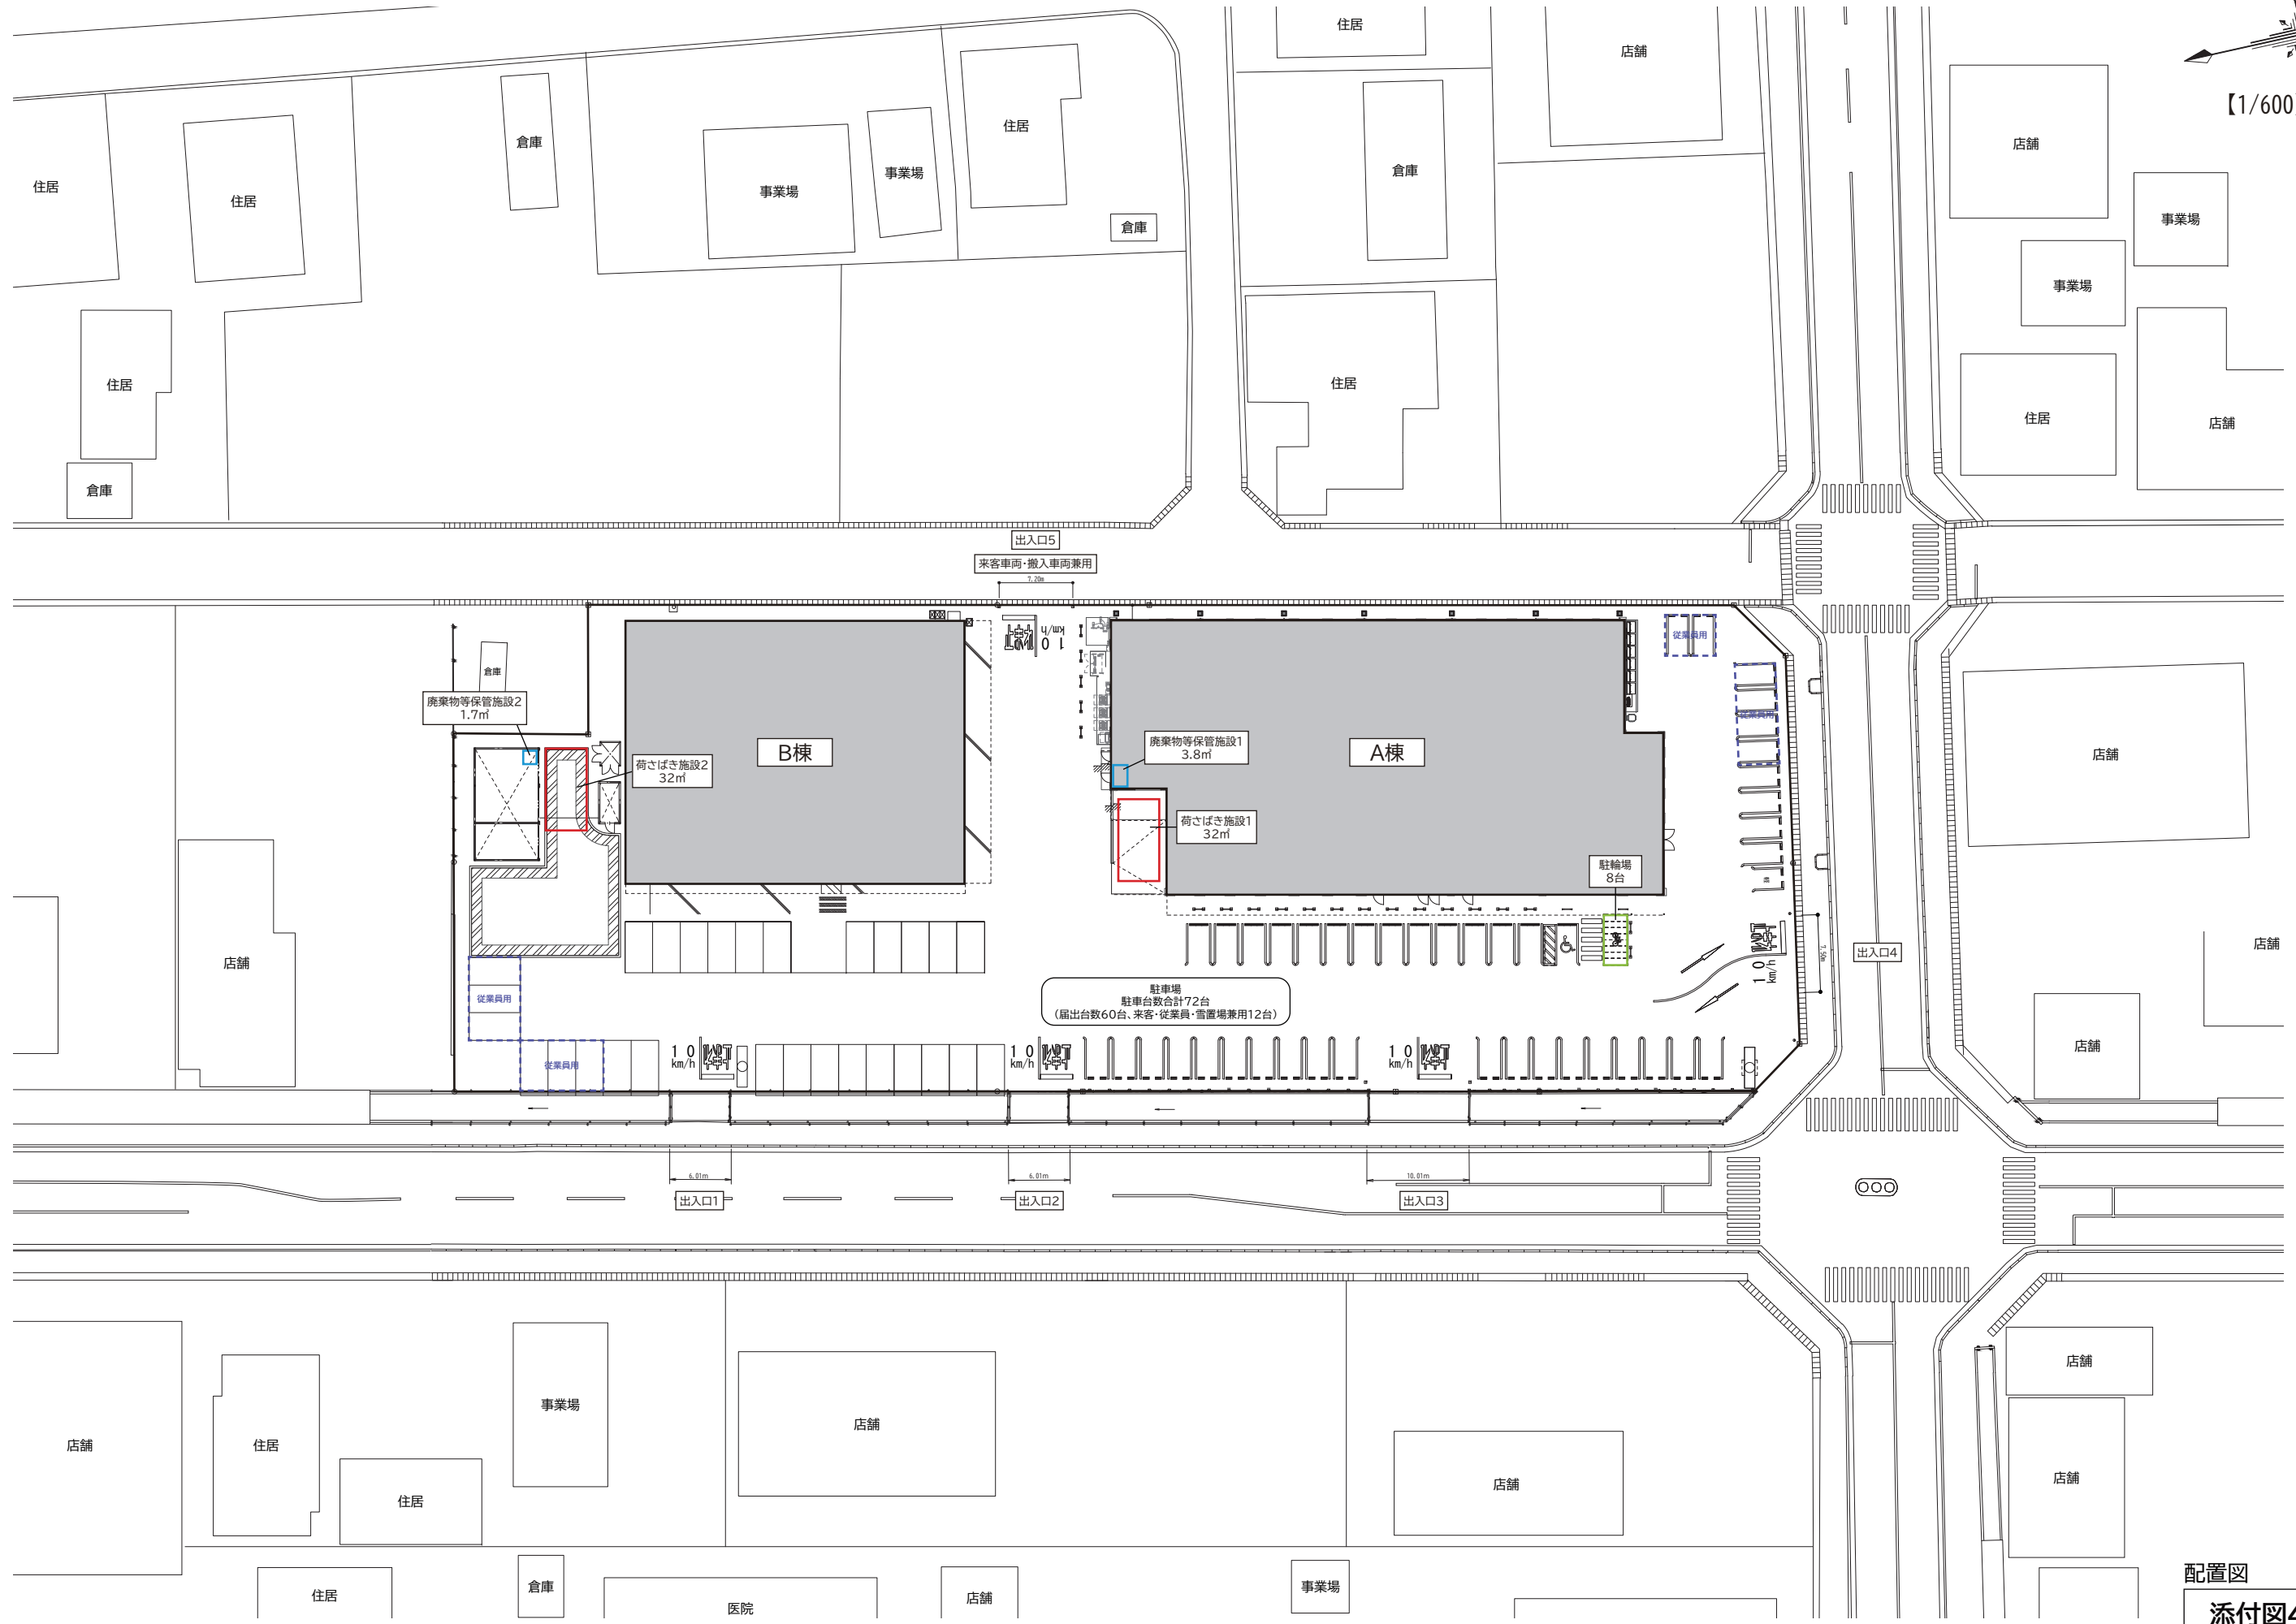 住居
店舗
【1/600
住居
倉庫
店舗
住居
事業場
事業場
倉庫
住居
事業場
倉庫
事業場
住居
住居
住居
店舗
倉庫
出入口5
来客車両・搬入車両兼用
7.20m
10
km/h
従業員用
倉庫
廃棄物等保管施設2
1.7㎡
従業員用
B棟
廃棄物等保管施設1
3.8㎡
A棟
店舗
荷さばき施設2
32㎡
荷さばき施設1
32㎡
駐輪場
8台
店舗
10
km/h
7.50m
出入口4
店舗
従業員用
駐車場
駐車台数合計72台
（届出台数60台、来客・従業員・雪置場兼用12台）
店舗
従業員用
10
km/h
10
km/h
10
km/h
6.01m
6.01m
10.01m
出入口1
出入口2
出入口3
店舗
店舗
住居
事業場
店舗
住居
店舗
店舗
住居
倉庫
医院
店舗
事業場
配置図
添付図4